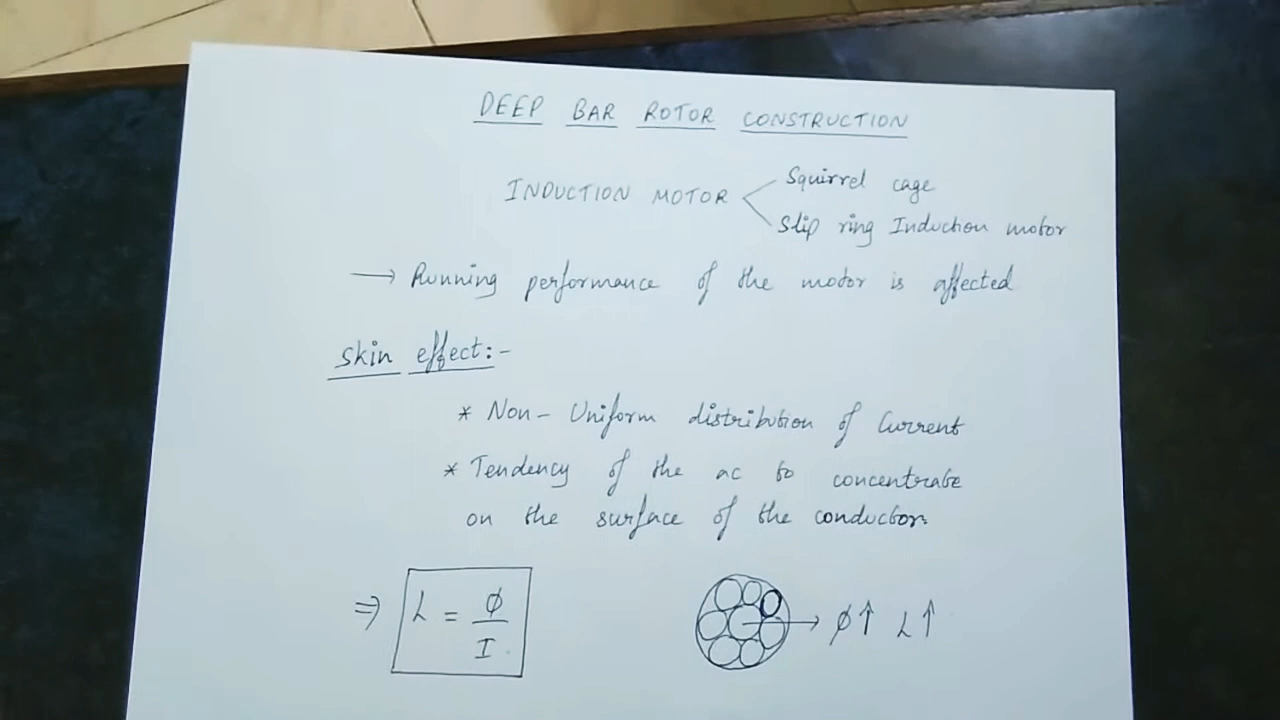 DEEP BAR ROTOR CONSTRUCTION
INDUCTION MOTOR
Squirrel cage
Slip ring Induction motor
→ Running performance of the motor is affected
Skin effect:-
* Non-Uniform distribution of Current
* Tendency of the ac to concentrate
on the surface of the conductor.
⇒ L = φ / I
φ↑ L↑